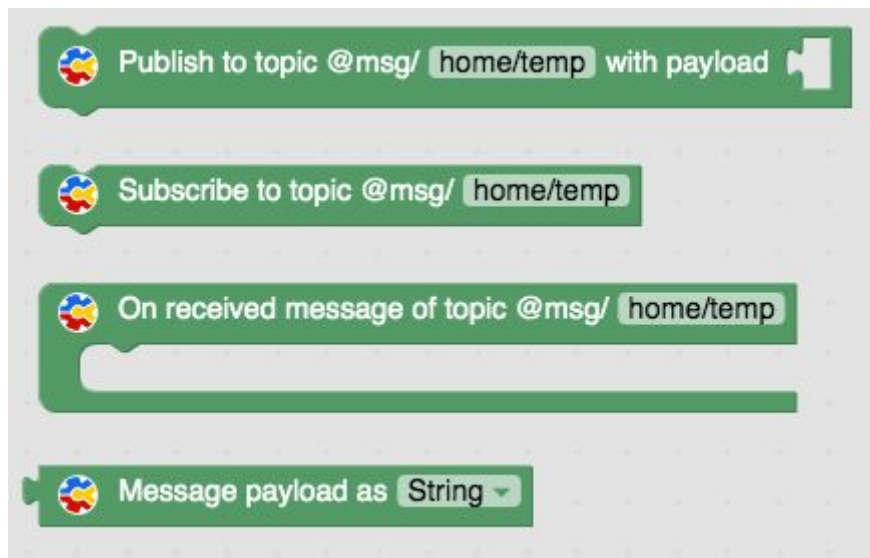 Publish to topic @msg/ home/temp with payload
Subscribe to topic @msg/ home/temp
On received message of topic @msg/ home/temp
Message payload as String